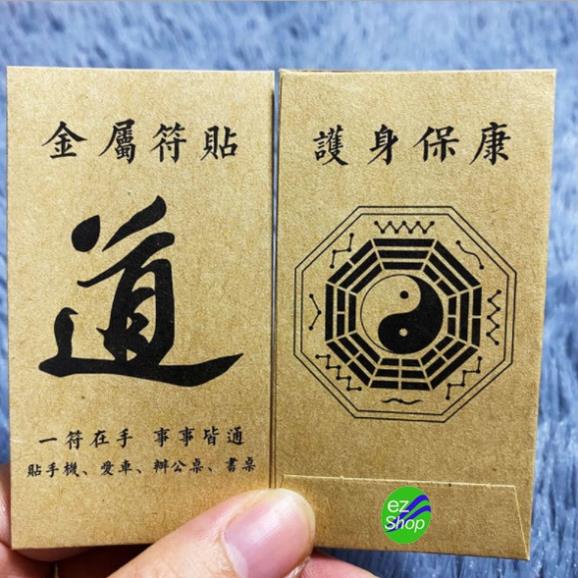 金屬符貼
道
一符在手 事事皆通
貼手機、愛車、辦公桌、書桌
護身保康
ez
Shop